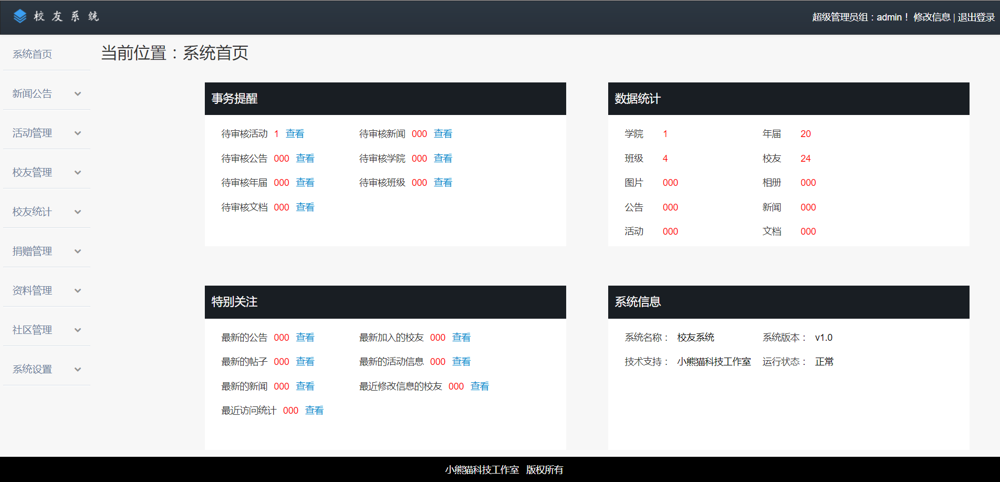 校友系统
超级管理员组：admin！ 修改信息 | 退出登录
系统首页
新闻公告
活动管理
校友管理
校友统计
捐赠管理
资料管理
社区管理
系统设置
当前位置：系统首页
事务提醒
待审核活动 1 查看 待审核新闻 000 查看
待审核公告 000 查看 待审核学院 000 查看
待审核年届 000 查看 待审核班级 000 查看
待审核文档 000 查看
数据统计
学院 1 年届 20
班级 4 校友 24
图片 000 相册 000
公告 000 新闻 000
活动 000 文档 000
特别关注
最新的公告 000 查看 最新加入的校友 000 查看
最新的帖子 000 查看 最新的活动信息 000 查看
最新的新闻 000 查看 最近修改信息的校友 000 查看
最近访问统计 000 查看
系统信息
系统名称： 校友系统 系统版本： v1.0
技术支持： 小熊猫科技工作室 运行状态： 正常
小熊猫科技工作室 版权所有